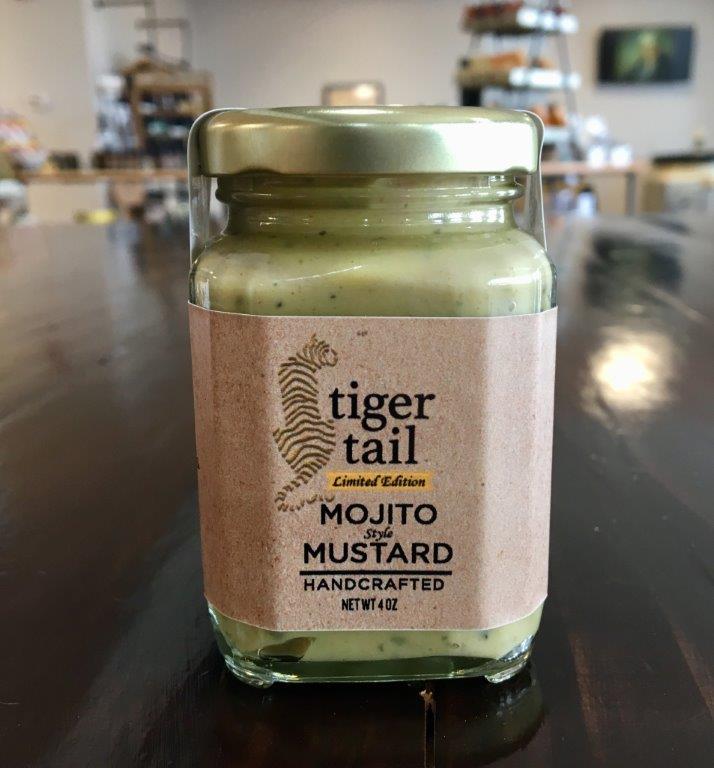 tiger
tail
Limited Edition
MOJITO
Style
MUSTARD
HANDCRAFTED
NET WT 4 OZ